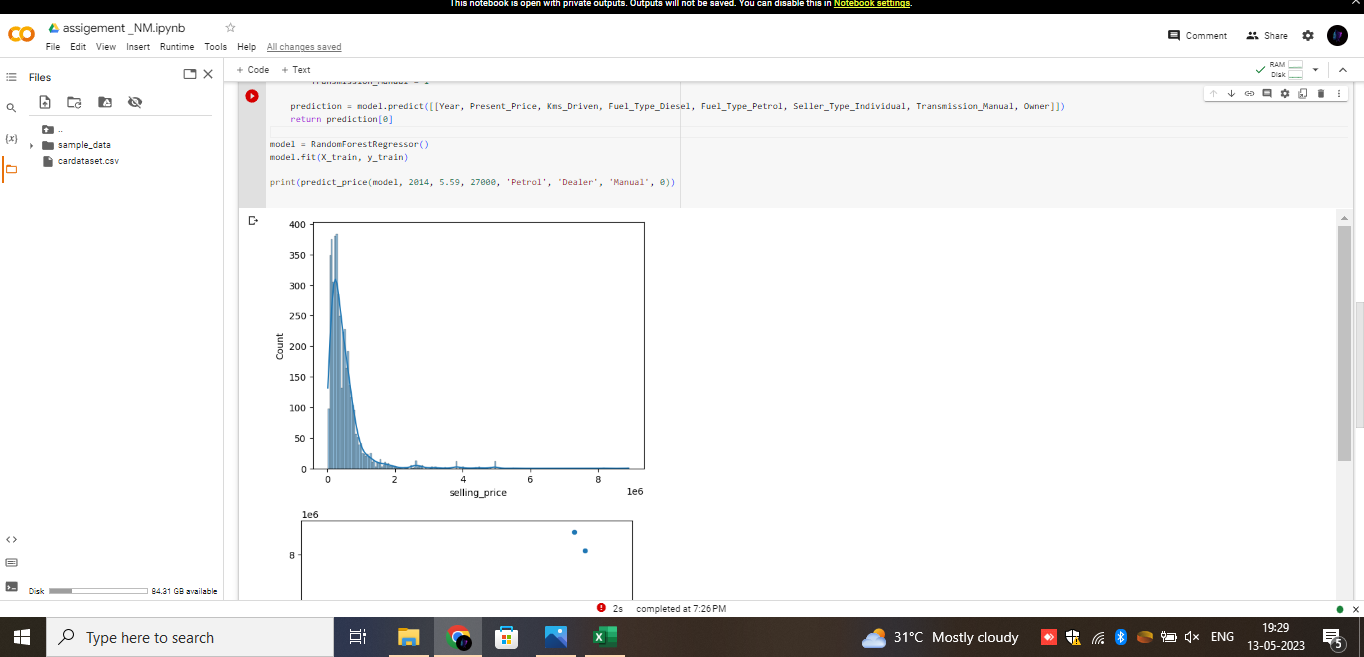 This notebook is open with private outputs. Outputs will not be saved. You can disable this in Notebook settings.
assigement _NM.ipynb
File Edit View Insert Runtime Tools Help All changes saved
Comment Share
Files
+ Code + Text
RAM
Disk
..
sample_data
cardataset.csv
{x}
prediction = model.predict([[Year, Present_Price, Kms_Driven, Fuel_Type_Diesel, Fuel_Type_Petrol, Seller_Type_Individual, Transmission_Manual, Owner]])
return prediction[0]
model = RandomForestRegressor()
model.fit(X_train, y_train)
print(predict_price(model, 2014, 5.59, 27000, 'Petrol', 'Dealer', 'Manual', 0))
400
350
300
250
200
150
100
50
0
Count
0 2 4 6 8
1e6
selling_price
1e6
8
Disk 84.31 GB available
2s completed at 7:26 PM
Type here to search
31°C Mostly cloudy
ENG
19:29
13-05-2023
5